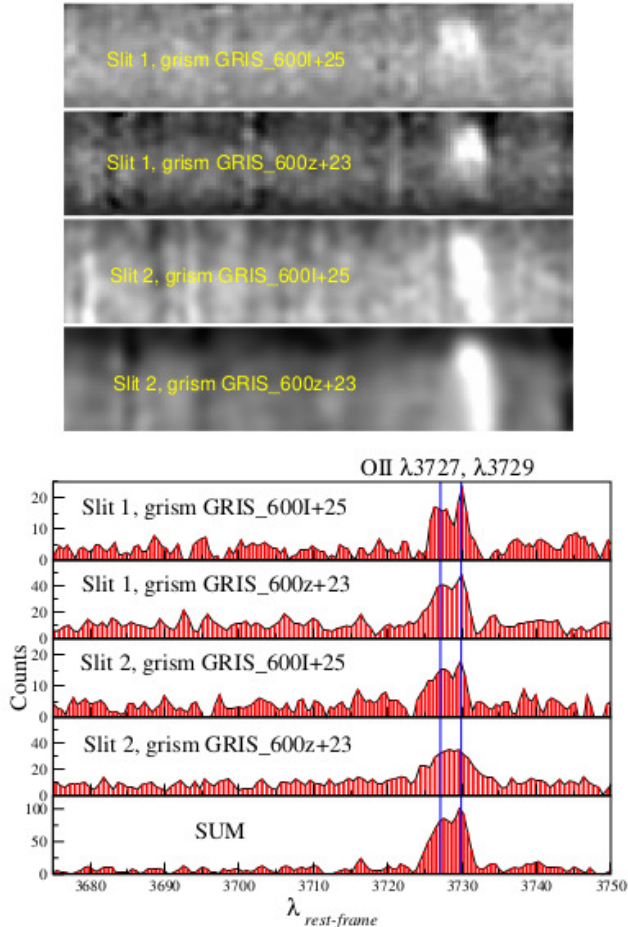 Slit 1, grism GRIS_600I+25
Slit 1, grism GRIS_600z+23
Slit 2, grism GRIS_600I+25
Slit 2, grism GRIS_600z+23
OII λ3727, λ3729
20
10
0
Slit 1, grism GRIS_600I+25
40
20
0
Slit 1, grism GRIS_600z+23
20
10
0
Slit 2, grism GRIS_600I+25
40
20
0
Slit 2, grism GRIS_600z+23
100
50
0
SUM
Counts
3680 3690 3700 3710 3720 3730 3740 3750
λ rest-frame